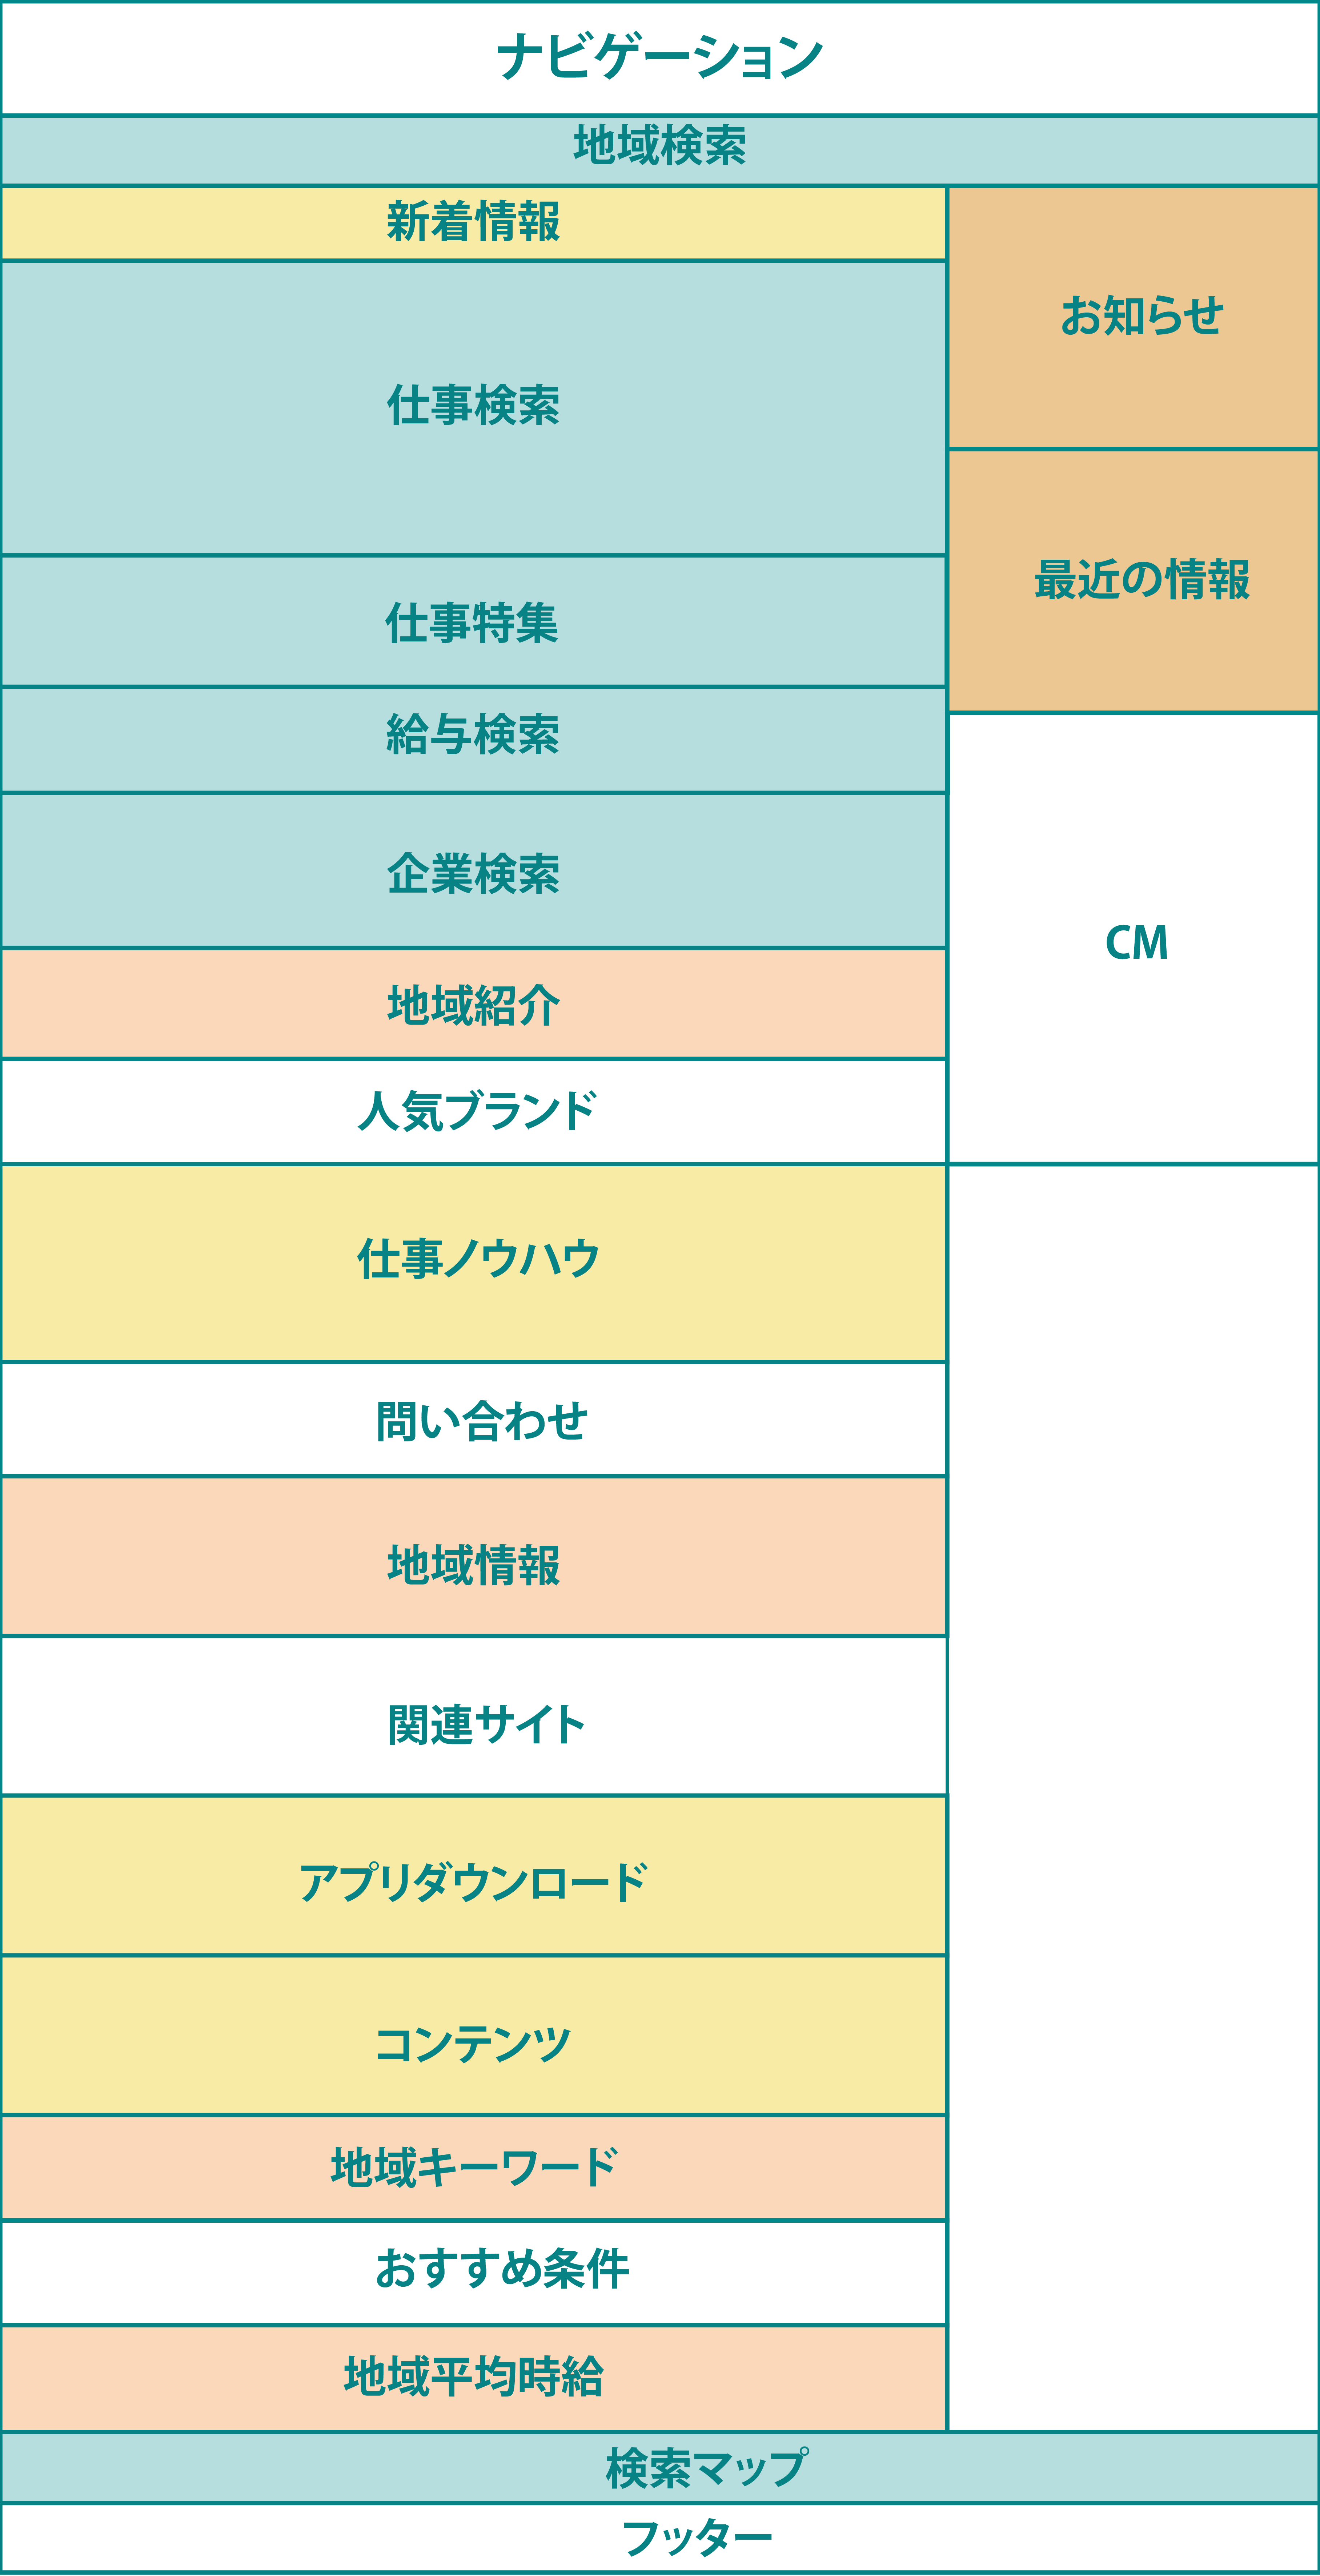 ナビゲーション
地域検索
新着情報
仕事検索
仕事特集
給与検索
企業検索
地域紹介
人気ブランド
仕事ノウハウ
問い合わせ
地域情報
関連サイト
アプリダウンロード
コンテンツ
地域キーワード
おすすめ条件
地域平均時給
お知らせ
最近の情報
CM
検索マップ
フッター